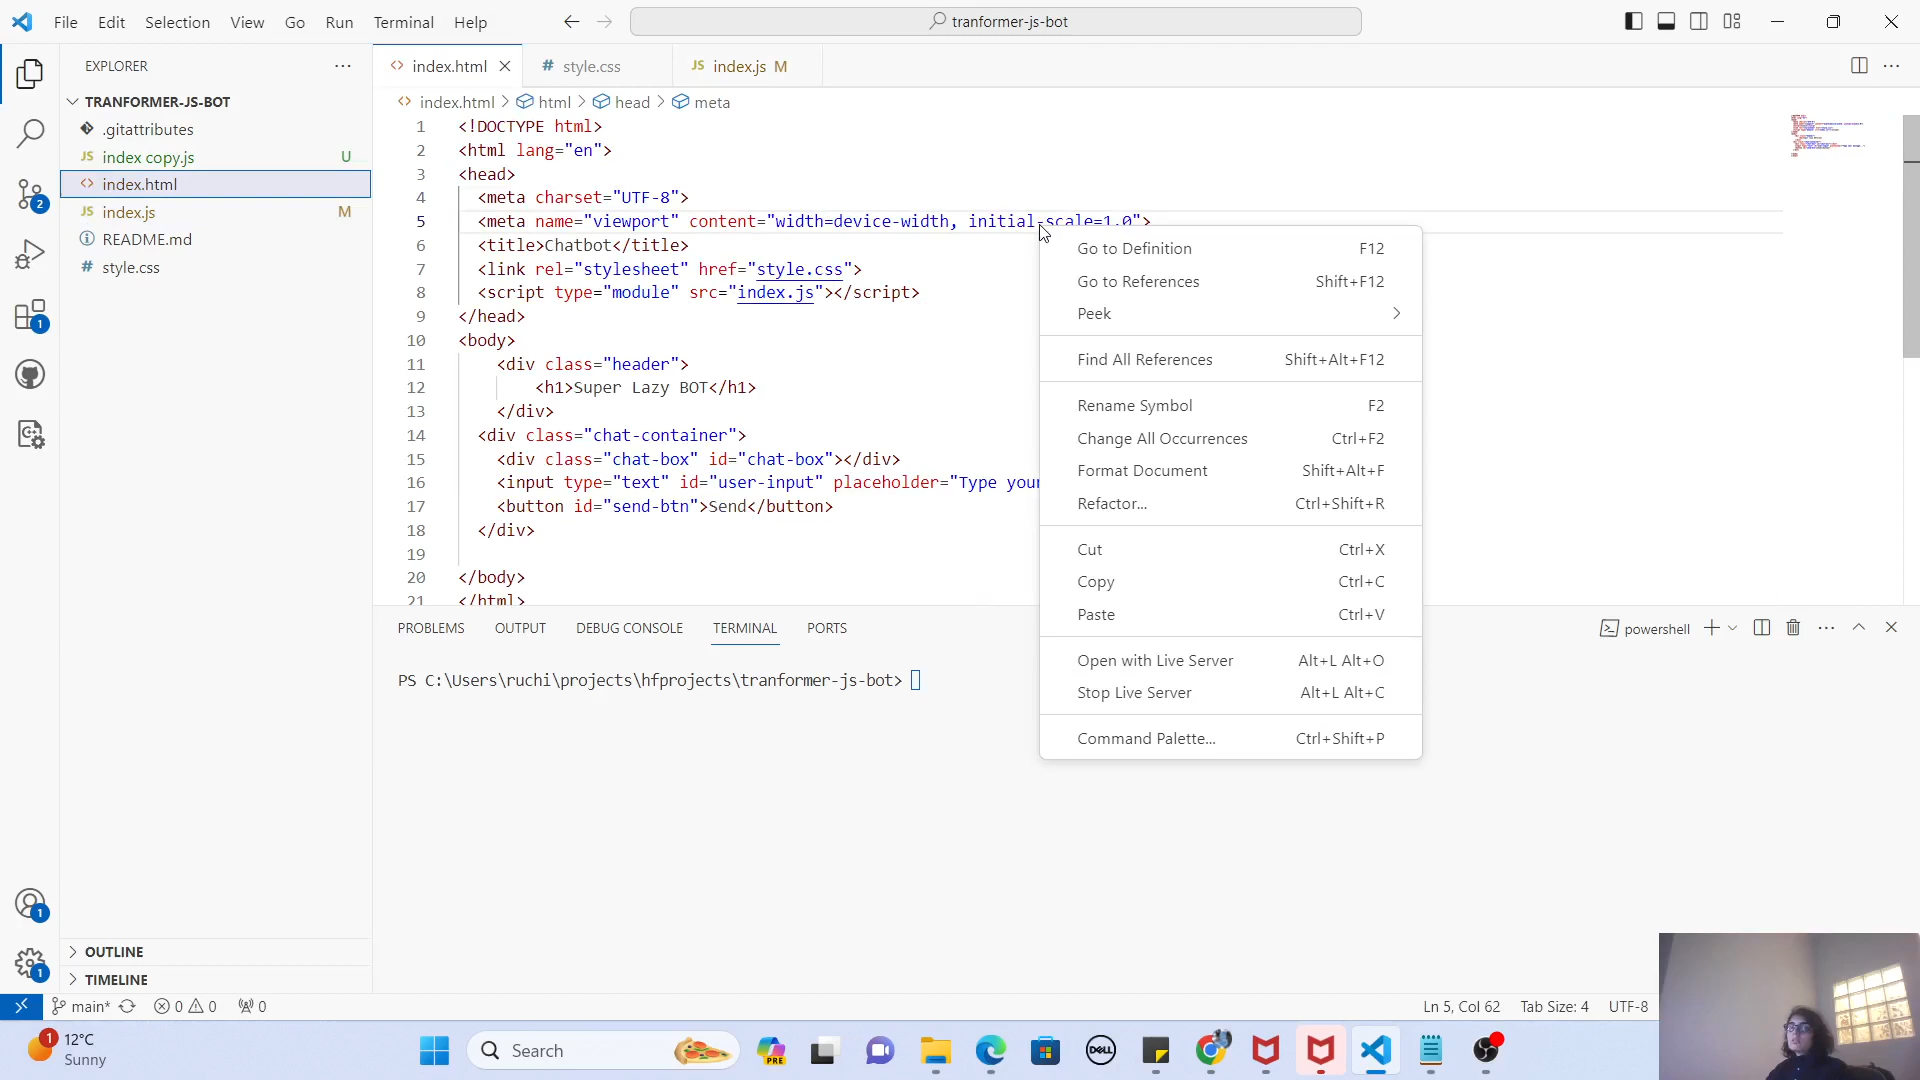 File Edit Selection View Go Run Terminal Help
tranformer-js-bot
EXPLORER
TRANFORMER-JS-BOT
.gitattributes
JS index copy.js U
<> index.html
JS index.js M
README.md
# style.css
OUTLINE
TIMELINE
<> index.html
# style.css
JS index.js M
<> index.html > html > head > meta
1 <!DOCTYPE html>
2 <html lang="en">
3 <head>
4 <meta charset="UTF-8">
5 <meta name="viewport" content="width=device-width, initial-scale=1.0">
6 <title>Chatbot</title>
7 <link rel="stylesheet" href="style.css">
8 <script type="module" src="index.js"></script>
9 </head>
10 <body>
11 <div class="header">
12 <h1>Super Lazy BOT</h1>
13 </div>
14 <div class="chat-container">
15 <div class="chat-box" id="chat-box"></div>
16 <input type="text" id="user-input" placeholder="Type your
17 <button id="send-btn">Send</button>
18 </div>
19
20 </body>
21 </html>
Go to Definition F12
Go to References Shift+F12
Peek
Find All References Shift+Alt+F12
Rename Symbol F2
Change All Occurrences Ctrl+F2
Format Document Shift+Alt+F
Refactor... Ctrl+Shift+R
Cut Ctrl+X
Copy Ctrl+C
Paste Ctrl+V
Open with Live Server Alt+L Alt+O
Stop Live Server Alt+L Alt+C
Command Palette... Ctrl+Shift+P
PROBLEMS OUTPUT DEBUG CONSOLE TERMINAL PORTS
powershell
PS C:\Users\ruchi\projects\hfprojects\tranformer-js-bot>
2
1
1
1
main* 0 0 0
Ln 5, Col 62 Tab Size: 4 UTF-8
1
12°C
Sunny
Search
PRE
DELL